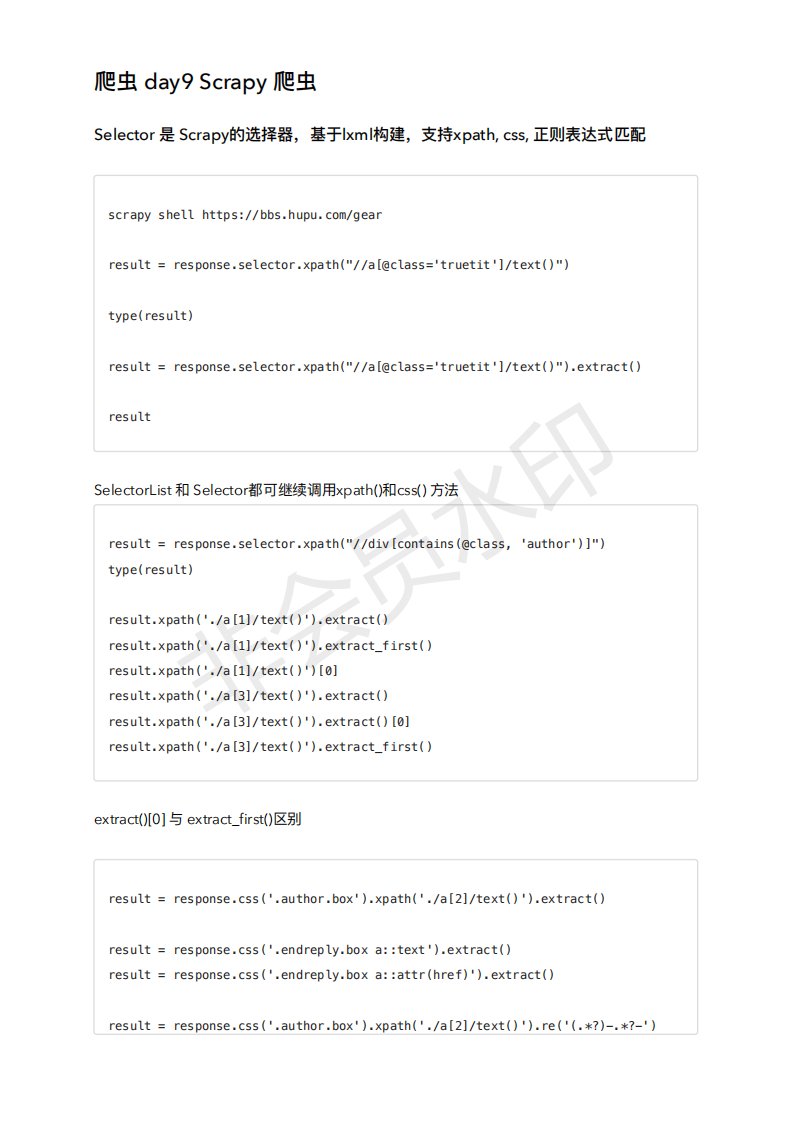 爬虫 day9 Scrapy 爬虫
Selector 是 Scrapy的选择器，基于lxml构建，支持xpath, css, 正则表达式匹配
scrapy shell https://bbs.hupu.com/gear
result = response.selector.xpath("//a[@class='truetit']/text()")
type(result)
result = response.selector.xpath("//a[@class='truetit']/text()").extract()
result
SelectorList 和 Selector都可继续调用xpath()和css() 方法
result = response.selector.xpath("//div[contains(@class, 'author')]")
type(result)
result.xpath('./a[1]/text()').extract()
result.xpath('./a[1]/text()').extract_first()
result.xpath('./a[1]/text()')[0]
result.xpath('./a[3]/text()').extract()
result.xpath('./a[3]/text()').extract()[0]
result.xpath('./a[3]/text()').extract_first()
extract()[0] 与 extract_first()区别
result = response.css('.author.box').xpath('./a[2]/text()').extract()
result = response.css('.endreply.box a::text').extract()
result = response.css('.endreply.box a::attr(href)').extract()
result = response.css('.author.box').xpath('./a[2]/text()').re('(.*?)-.*?-')
非会员水印